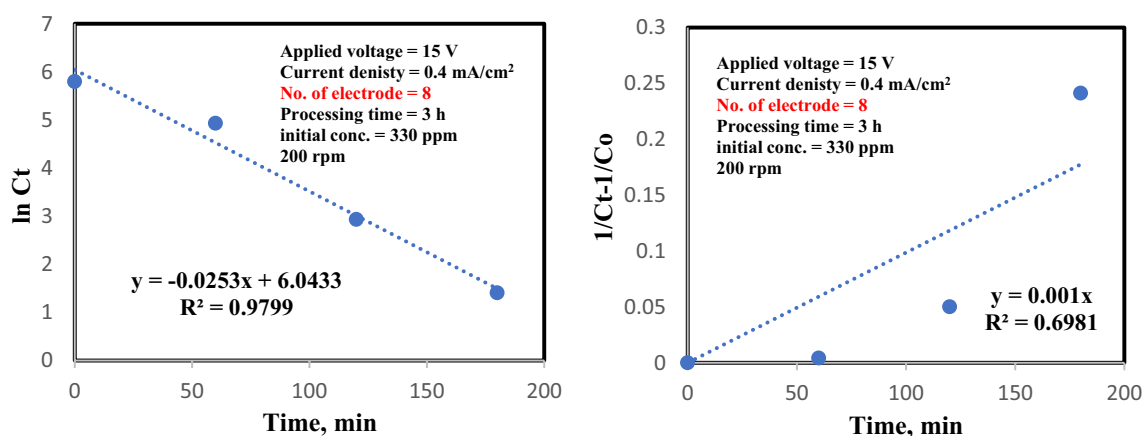 7
6
5
4
3
2
1
0
ln Ct
Applied voltage = 15 V
Current denisty = 0.4 mA/cm²
No. of electrode = 8
Processing time = 3 h
initial conc. = 330 ppm
200 rpm
y = -0.0253x + 6.0433
R² = 0.9799
0 50 100 150 200
Time, min
0.3
0.25
0.2
0.15
0.1
0.05
0
1/Ct-1/Co
Applied voltage = 15 V
Current denisty = 0.4 mA/cm²
No. of electrode = 8
Processing time = 3 h
initial conc. = 330 ppm
200 rpm
y = 0.001x
R² = 0.6981
0 50 100 150 200
Time, min